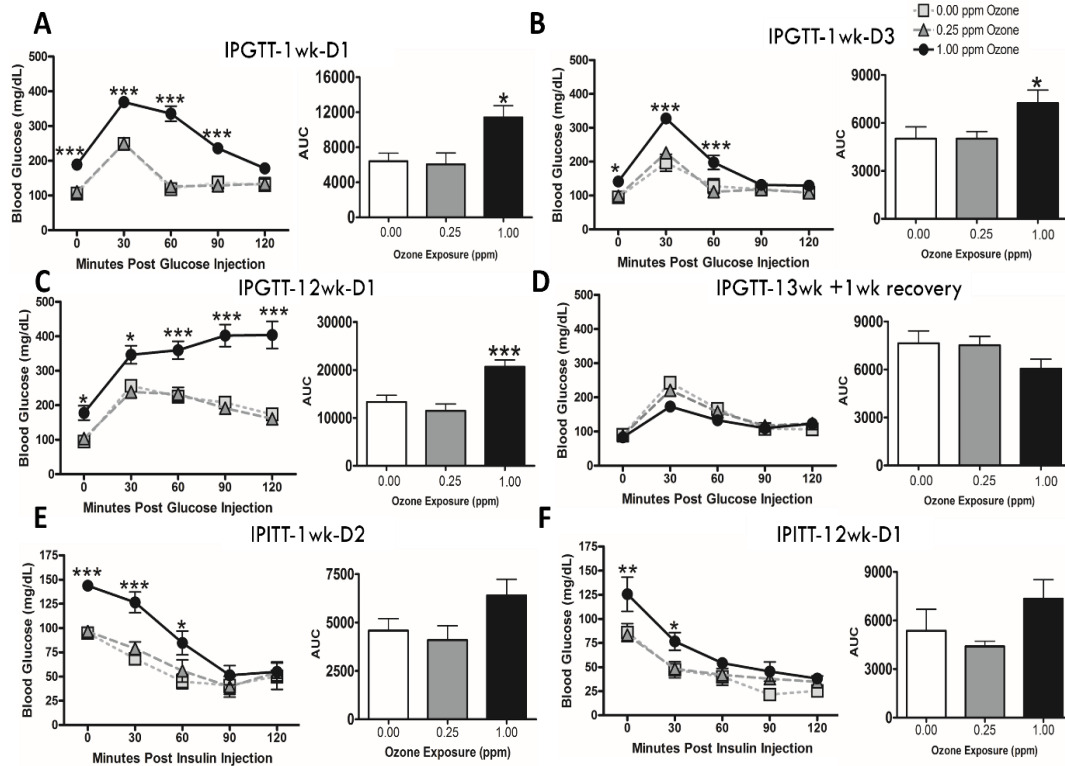 A
IPGTT-1wk-D1
Blood Glucose (mg/dL)
500
400
300
200
100
0
***
***
***
***
0 30 60 90 120
Minutes Post Glucose Injection
AUC
16000
12000
8000
4000
0
*
0.00 0.25 1.00
Ozone Exposure (ppm)
B
IPGTT-1wk-D3
0.00 ppm Ozone
0.25 ppm Ozone
1.00 ppm Ozone
Blood Glucose (mg/dL)
500
400
300
200
100
0
*
***
***
0 30 60 90 120
Minutes Post Glucose Injection
AUC
9000
6000
3000
0
*
0.00 0.25 1.00
Ozone Exposure (ppm)
C
IPGTT-12wk-D1
Blood Glucose (mg/dL)
500
400
300
200
100
0
*
*
***
***
***
0 30 60 90 120
Minutes Post Glucose Injection
AUC
30000
20000
10000
0
***
0.00 0.25 1.00
Ozone Exposure (ppm)
D
IPGTT-13wk +1wk recovery
Blood Glucose (mg/dL)
500
400
300
200
100
0
0 30 60 90 120
Minutes Post Glucose Injection
AUC
9000
6000
3000
0
0.00 0.25 1.00
Ozone Exposure (ppm)
E
IPITT-1wk-D2
Blood Glucose (mg/dL)
175
150
125
100
75
50
25
0
***
***
*
0 30 60 90 120
Minutes Post Insulin Injection
AUC
7500
5000
2500
0
0.00 0.25 1.00
Ozone Exposure (ppm)
F
IPITT-12wk-D1
Blood Glucose (mg/dL)
175
150
125
100
75
50
25
0
**
*
0 30 60 90 120
Minutes Post Insulin Injection
AUC
9000
6000
3000
0
0.00 0.25 1.00
Ozone Exposure (ppm)